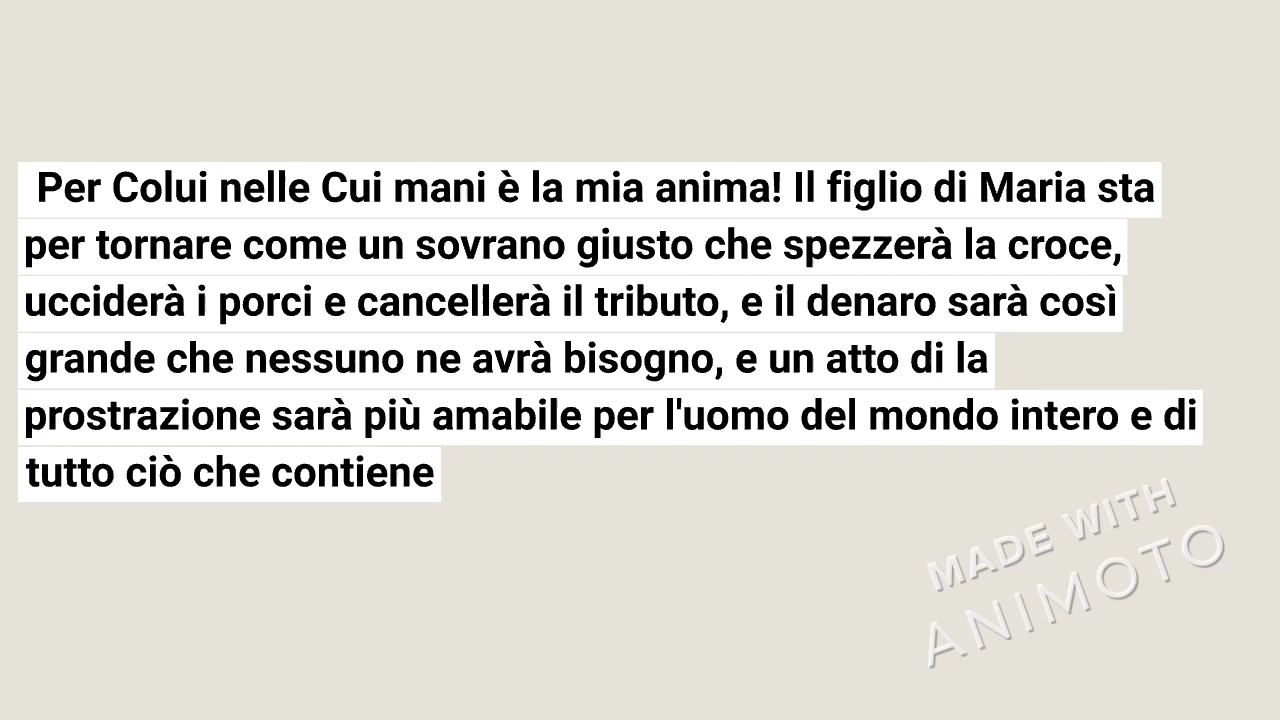 Per Colui nelle Cui mani è la mia anima! Il figlio di Maria sta
per tornare come un sovrano giusto che spezzerà la croce,
ucciderà i porci e cancellerà il tributo, e il denaro sarà così
grande che nessuno ne avrà bisogno, e un atto di la
prostrazione sarà più amabile per l'uomo del mondo intero e di
tutto ciò che contiene
MADE WITH
ANIMOTO